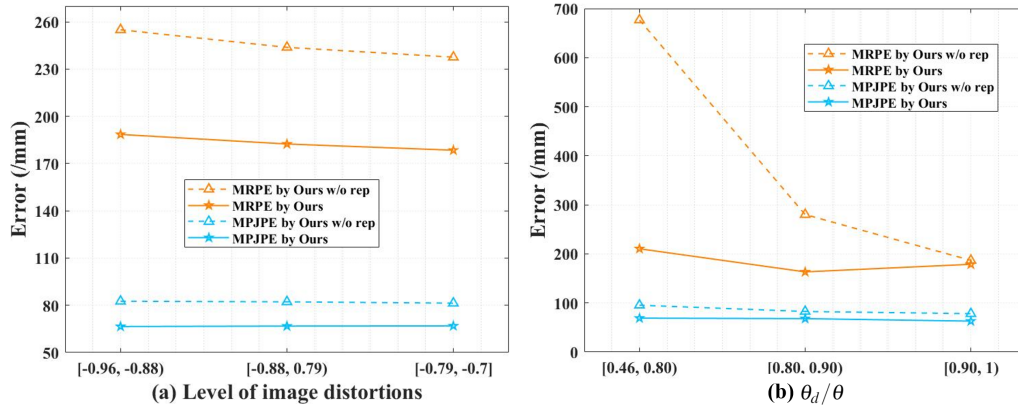 Error (/mm)
260
230
200
170
140
110
80
50
MRPE by Ours w/o rep
MRPE by Ours
MPJPE by Ours w/o rep
MPJPE by Ours
[-0.96, -0.88)
[-0.88, 0.79)
[-0.79, -0.7]
(a) Level of image distortions
Error (/mm)
700
600
500
400
300
200
100
0
MRPE by Ours w/o rep
MRPE by Ours
MPJPE by Ours w/o rep
MPJPE by Ours
[0.46, 0.80)
[0.80, 0.90)
[0.90, 1)
(b) θd/θ